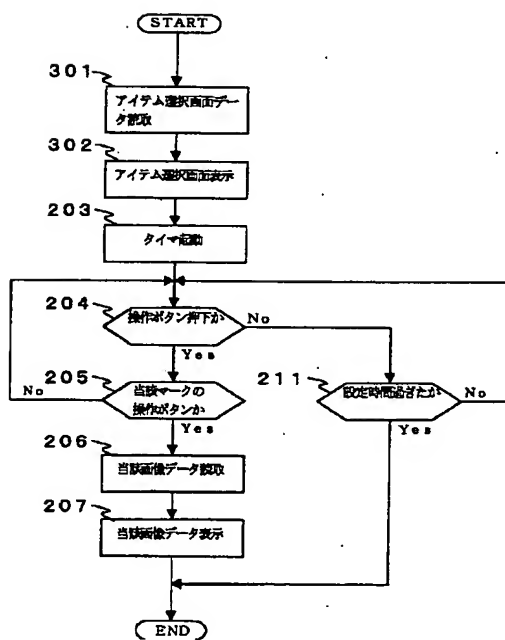 START
301
アイテム選択画面デー
タ読取
302
アイテム選択画面表示
203
タイマ起動
204
操作ボタン押下か
No
Yes
205
当該マークの
操作ボタンか
No
Yes
211
設定時間過ぎたか
No
Yes
206
当該画像データ読取
207
当該画像データ表示
END